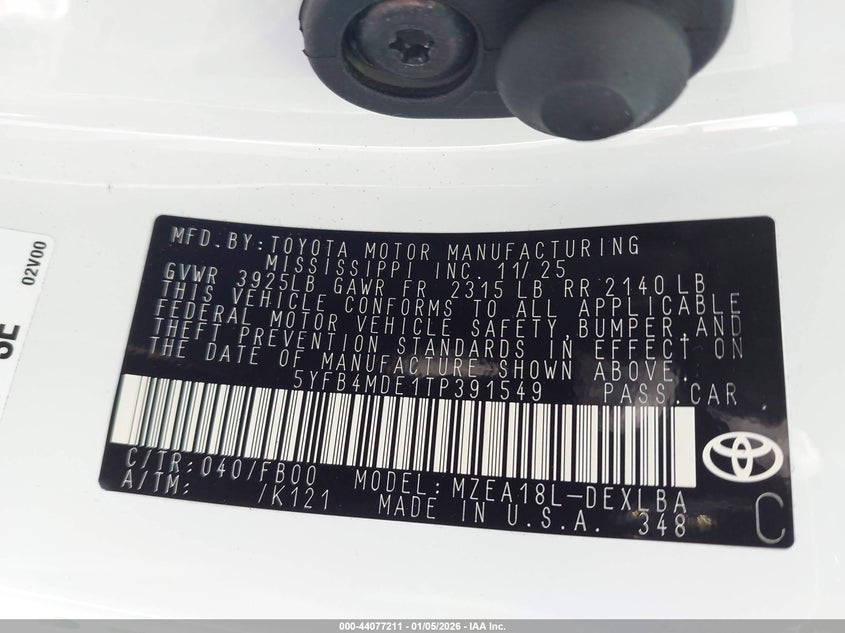 02V00
MFD. BY: TOYOTA MOTOR MANUFACTURING
MISSISSIPPI INC. 11/25
GVWR 3925LB GAWR FR 2315 LB RR 2140 LB
THIS VEHICLE CONFORMS TO ALL APPLICABLE
FEDERAL MOTOR VEHICLE SAFETY, BUMPER, AND
THEFT PREVENTION STANDARDS IN EFFECT ON
THE DATE OF MANUFACTURE SHOWN ABOVE.
5YFB4MDE1TP391549 PASS. CAR
C/TR: 040/FB00 MODEL: MZEA18L-DEXLBA
A/TM: /K121 MADE IN U.S.A. 348
C
000-44077211 - 01/05/2026 - IAA Inc.